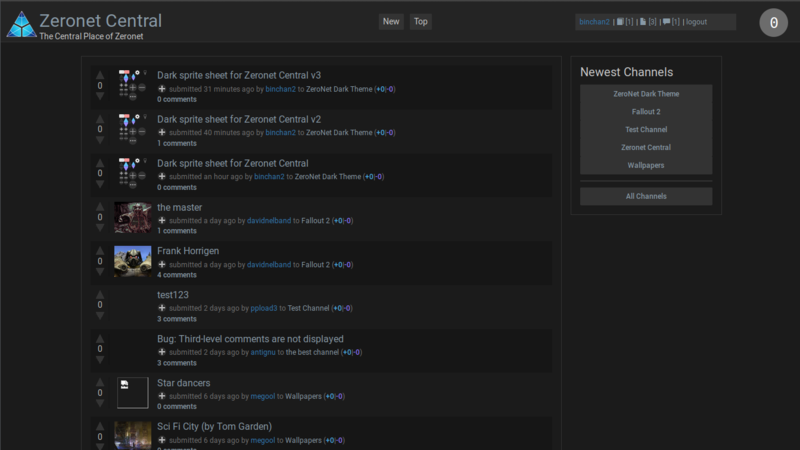 Zeronet Central
The Central Place of Zeronet
New
Top
binchan2 | [1] | [3] | [1] | logout
0
0
Dark sprite sheet for Zeronet Central v3
submitted 31 minutes ago by binchan2 to ZeroNet Dark Theme (+0|-0)
0 comments
0
Dark sprite sheet for Zeronet Central v2
submitted 40 minutes ago by binchan2 to ZeroNet Dark Theme (+0|-0)
1 comments
0
Dark sprite sheet for Zeronet Central
submitted an hour ago by binchan2 to ZeroNet Dark Theme (+0|-0)
0 comments
0
the master
submitted a day ago by davidnelband to Fallout 2 (+0|-0)
1 comments
0
Frank Horrigen
submitted a day ago by davidnelband to Fallout 2 (+0|-0)
4 comments
0
test123
submitted 2 days ago by ppload3 to Test Channel (+0|-0)
3 comments
0
Bug: Third-level comments are not displayed
submitted 2 days ago by antignu to the best channel (+0|-0)
3 comments
0
Star dancers
submitted 6 days ago by megool to Wallpapers (+0|-0)
0 comments
0
Sci Fi City (by Tom Garden)
submitted 6 days ago by megool to Wallpapers (+0|-0)
Newest Channels
ZeroNet Dark Theme
Fallout 2
Test Channel
Zeronet Central
Wallpapers
All Channels